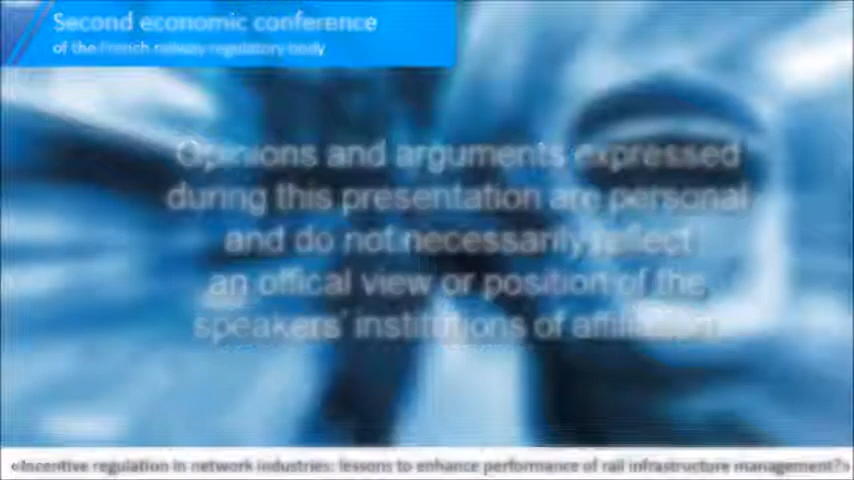 Second economic conference
of the French railway regulatory body
Opinions and arguments expressed
during this presentation are personal
and do not necessarily reflect
an offical view or position of the
speakers' institutions of affiliation
«Incentive regulation in network industries: lessons to enhance performance of rail infrastructure management?»